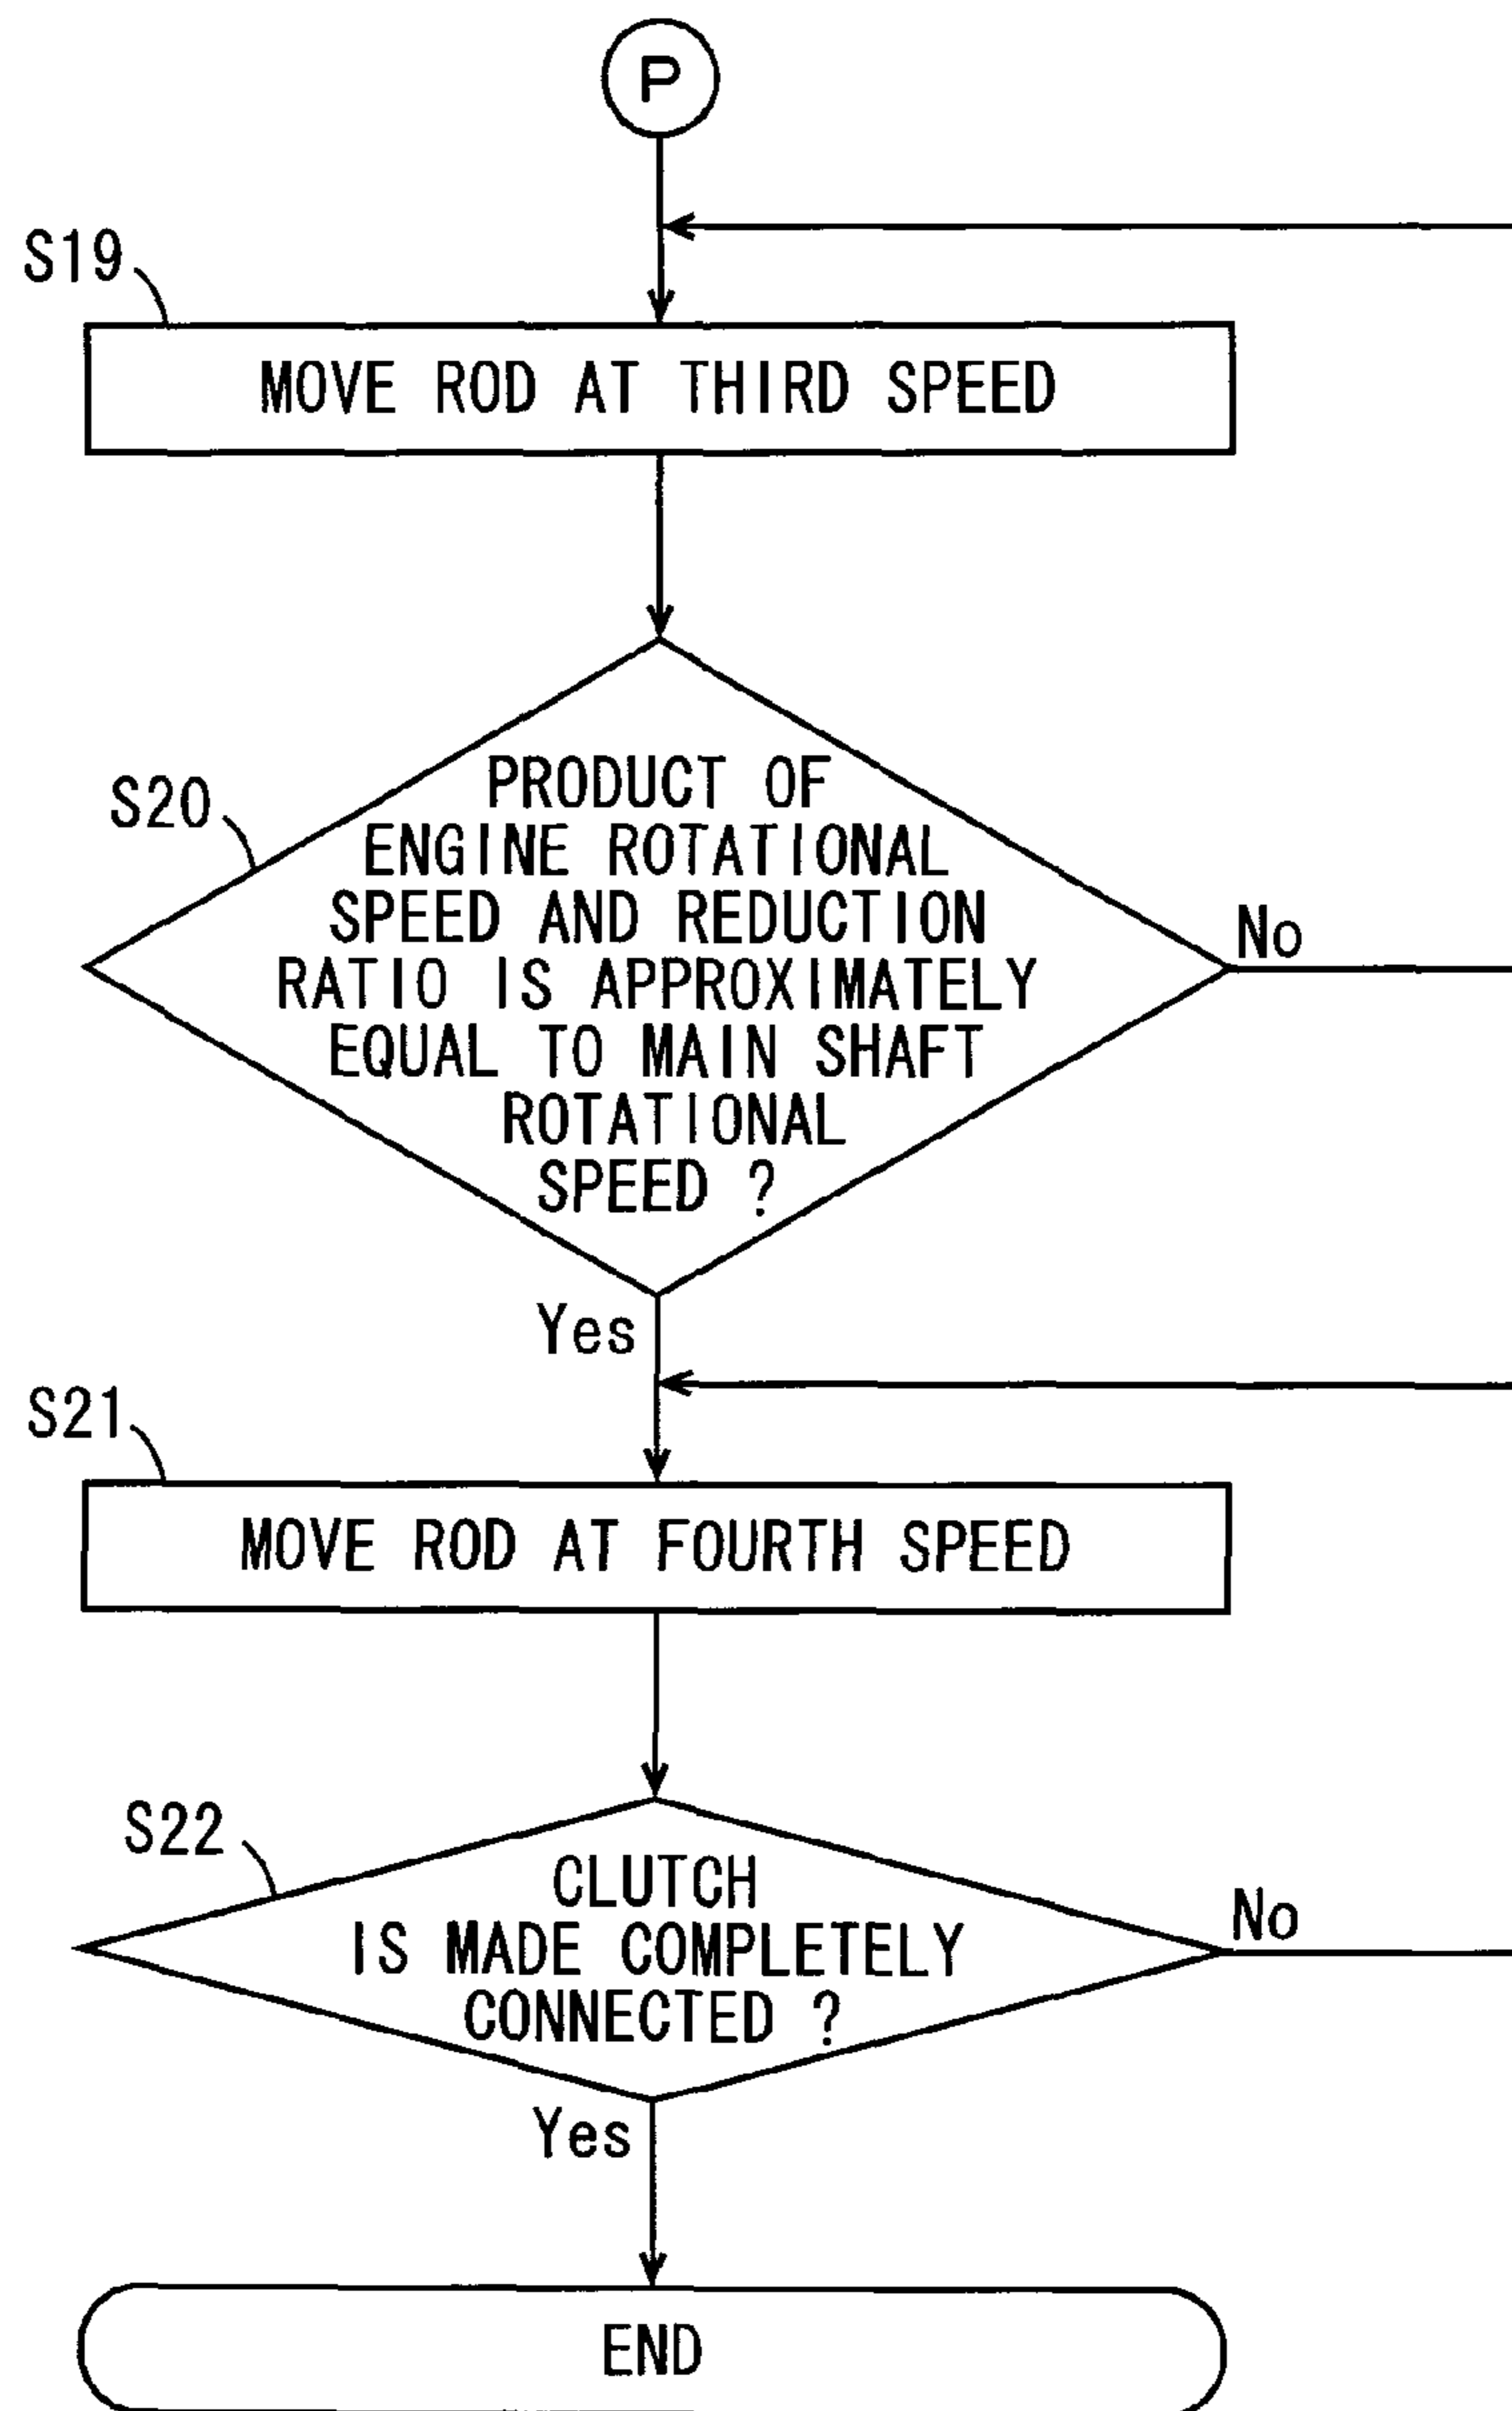 P
S19
MOVE ROD AT THIRD SPEED
S20
PRODUCT OF
ENGINE ROTATIONAL
SPEED AND REDUCTION
RATIO IS APPROXIMATELY
EQUAL TO MAIN SHAFT
ROTATIONAL
SPEED ?
No
Yes
S21
MOVE ROD AT FOURTH SPEED
S22
CLUTCH
IS MADE COMPLETELY
CONNECTED ?
No
Yes
END